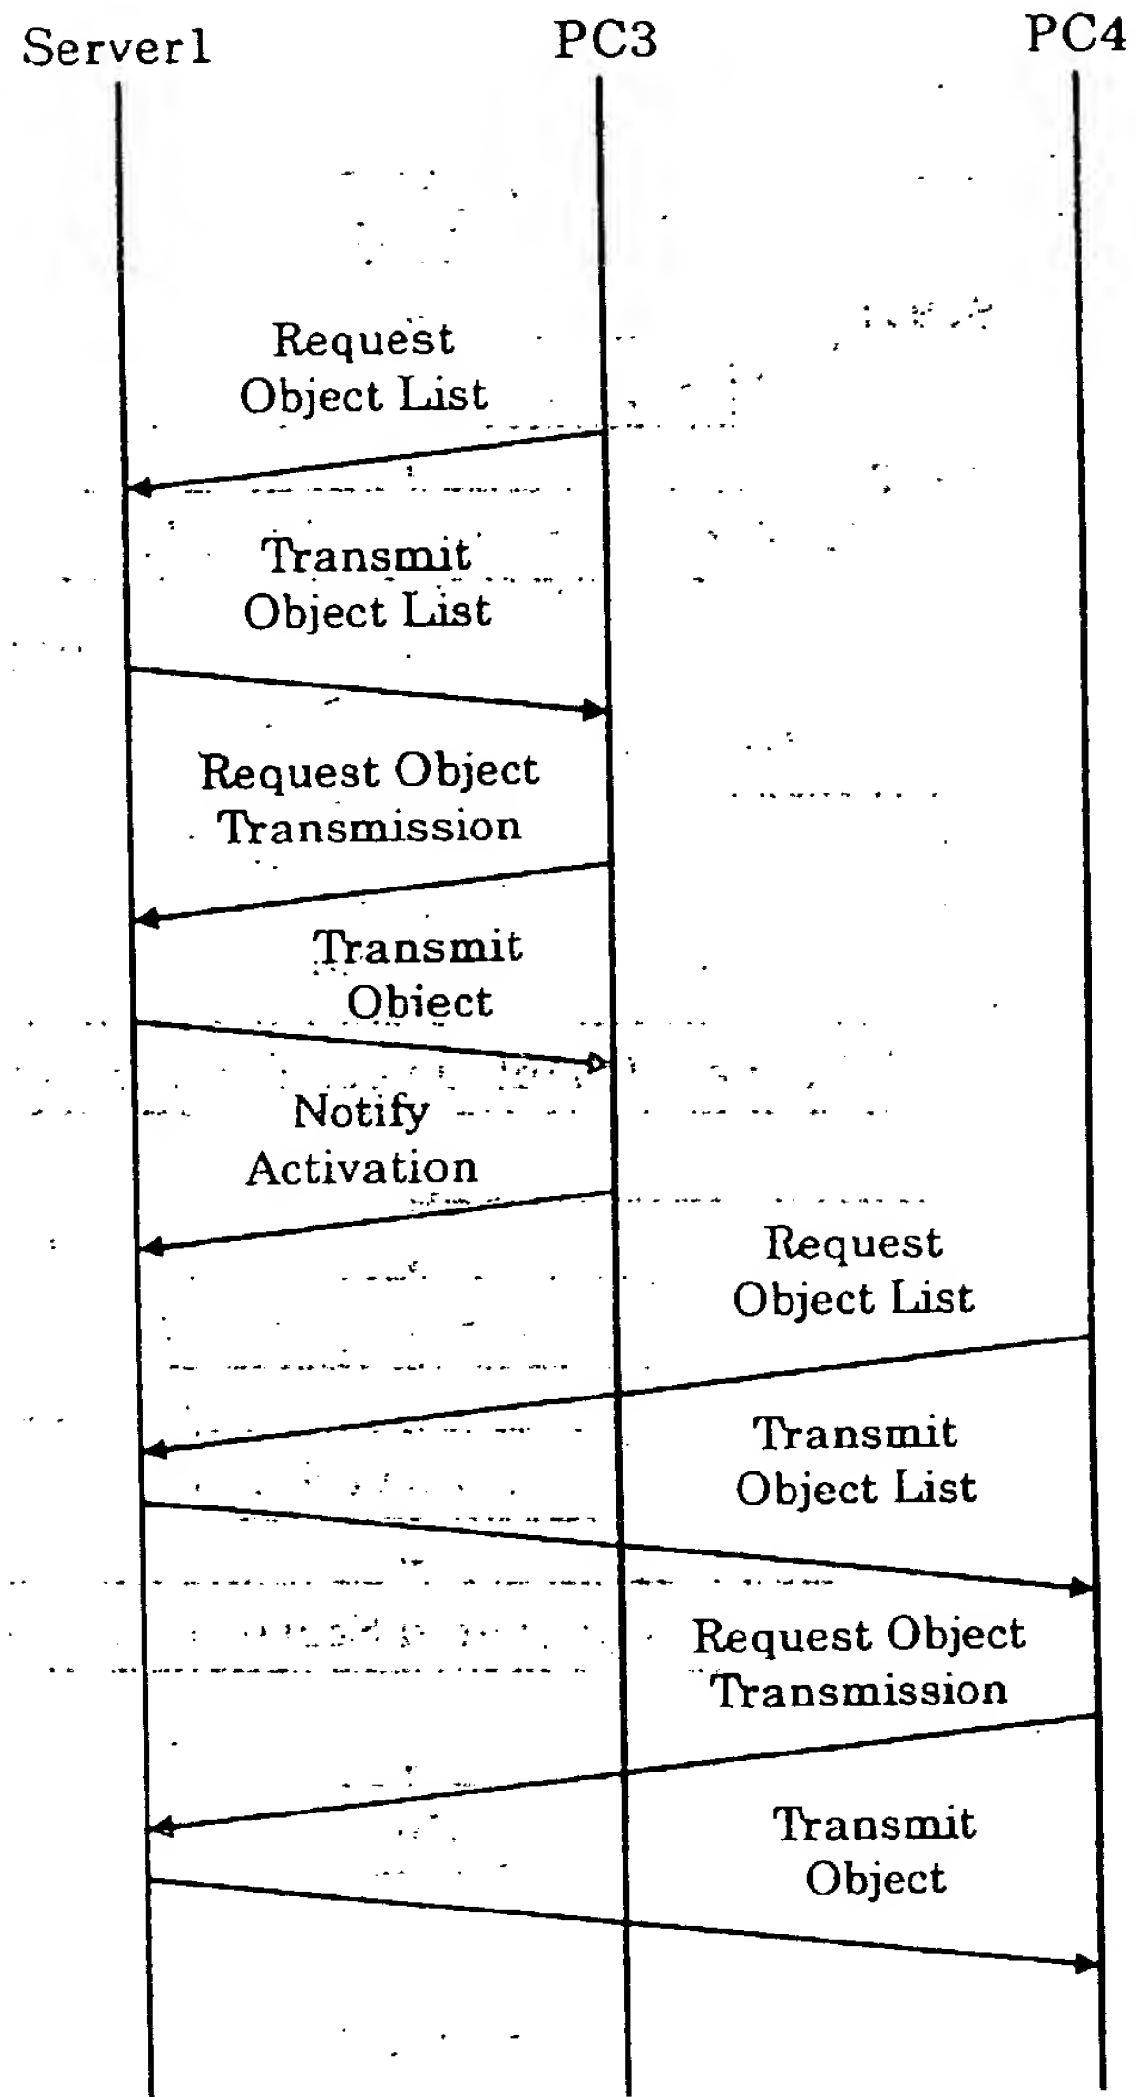 Server1 PC3 PC4
Request
Object List
Transmit
Object List
Request Object
Transmission
Transmit
Object
Notify
Activation
Request
Object List
Transmit
Object List
Request Object
Transmission
Transmit
Object